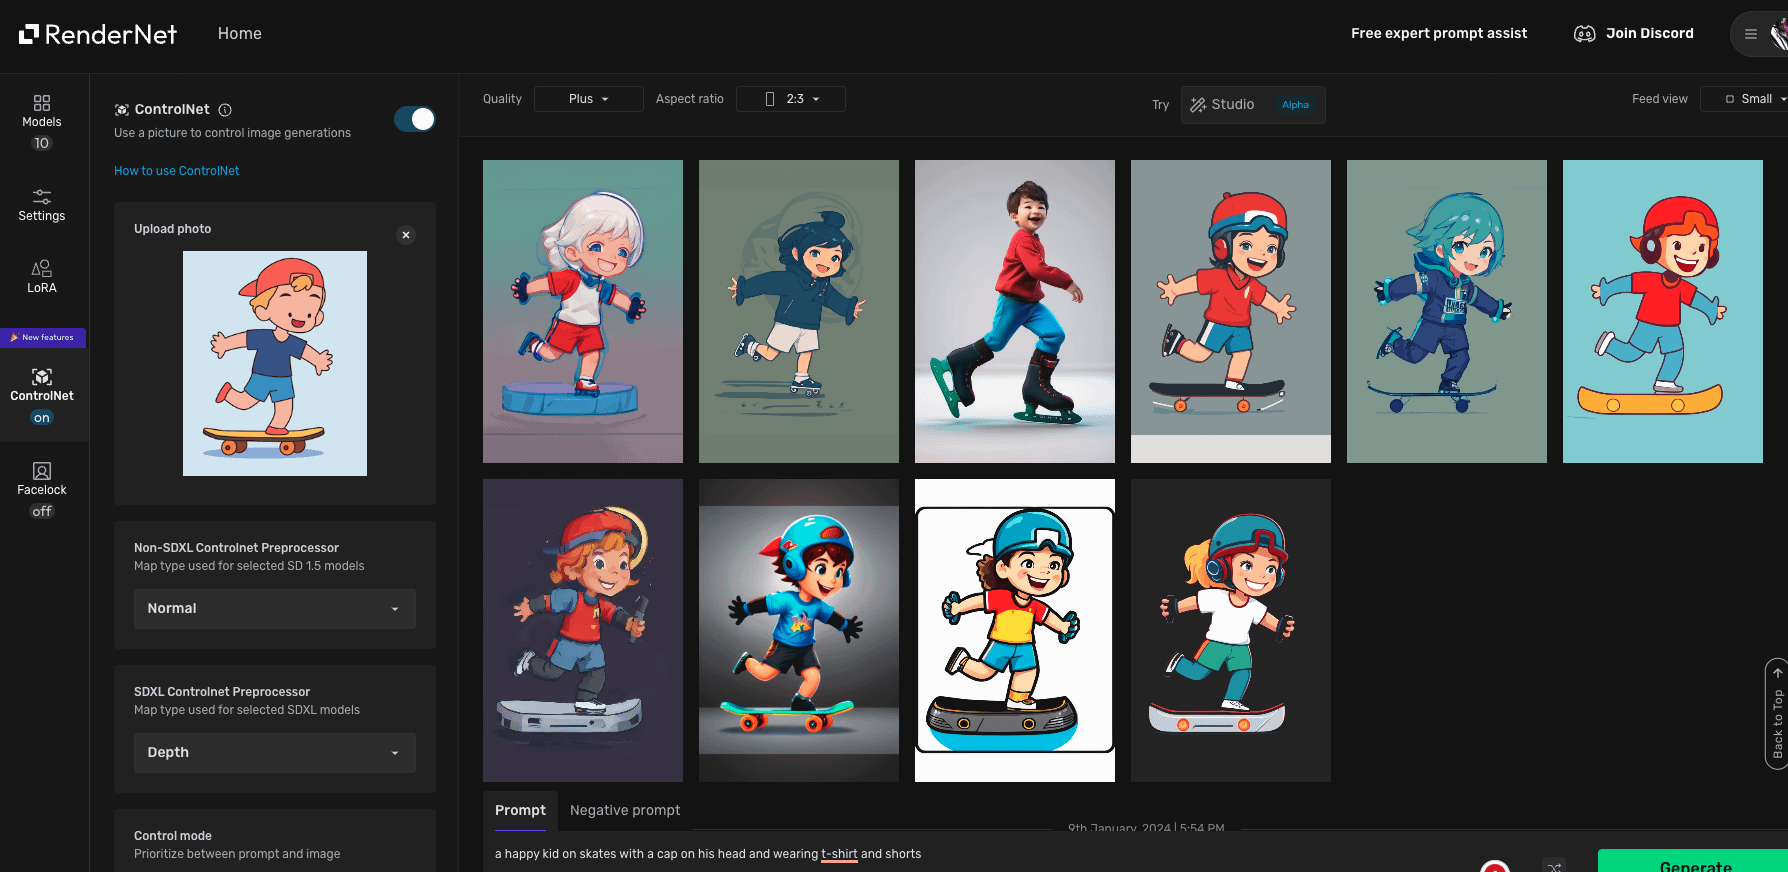 RenderNet
Home
Free expert prompt assist
Join Discord
Models
10
Settings
LoRA
New features
ControlNet
on
Facelock
off
ControlNet
Use a picture to control image generations
How to use ControlNet
Upload photo
Non-SDXL Controlnet Preprocessor
Map type used for selected SD 1.5 models
Normal
SDXL Controlnet Preprocessor
Map type used for selected SDXL models
Depth
Control mode
Prioritize between prompt and image
Quality
Plus
Aspect ratio
2:3
Try
Studio
Alpha
Feed view
Small
Back to Top
Prompt
Negative prompt
9th January, 2024 | 5:54 PM
a happy kid on skates with a cap on his head and wearing t-shirt and shorts
Generate